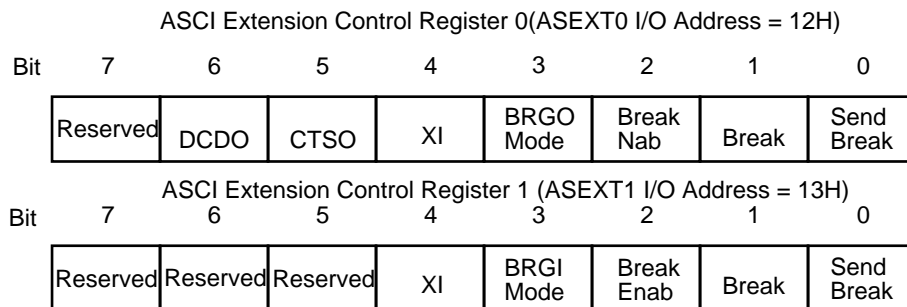 ASCI Extension Control Register 0(ASEXT0 I/O Address = 12H)
Bit 7 6 5 4 3 2 1 0
Reserved DCDO CTSO XI BRGO Mode Break Nab Break Send Break
ASCI Extension Control Register 1 (ASEXT1 I/O Address = 13H)
Bit 7 6 5 4 3 2 1 0
Reserved Reserved Reserved XI BRGI Mode Break Enab Break Send Break